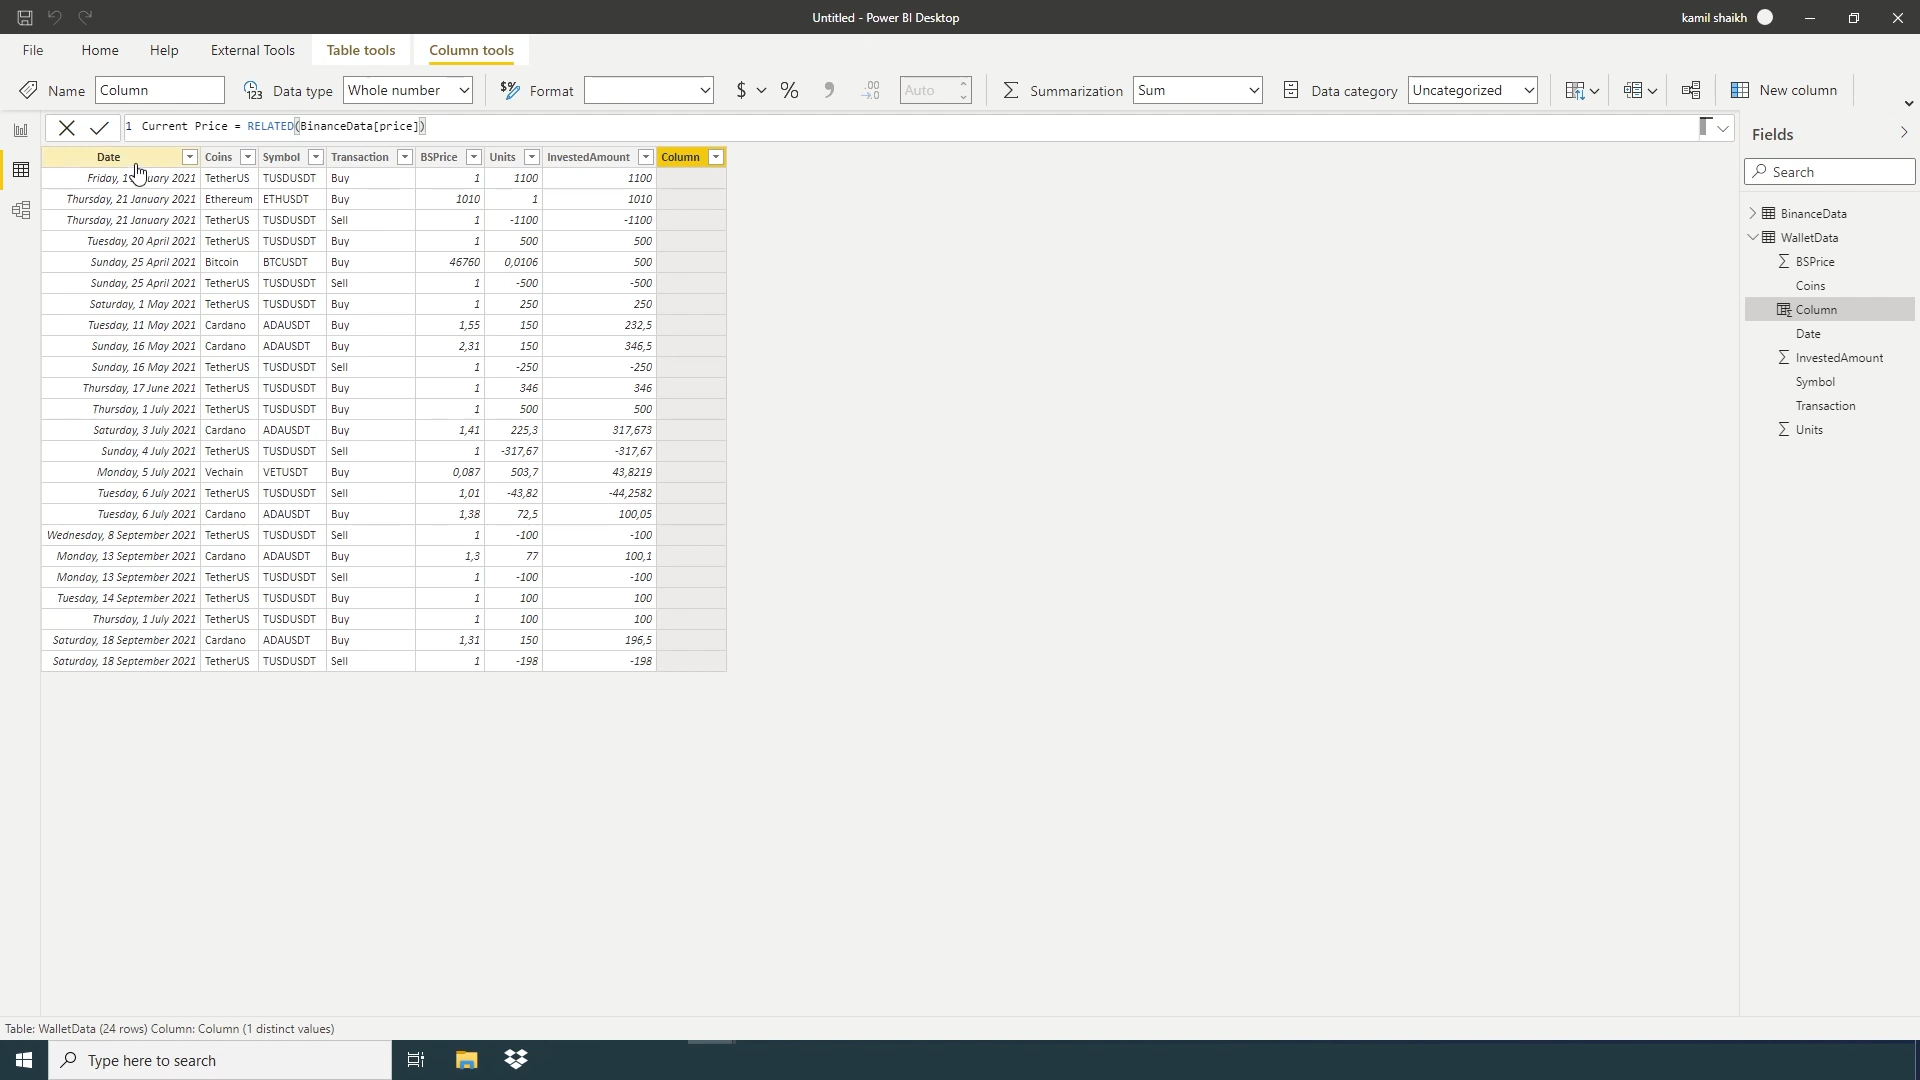 Untitled - Power BI Desktop
kamil shaikh
File Home Help External Tools Table tools Column tools
Name Column Data type Whole number Format $ % Auto Summarization Sum Data category Uncategorized New column
1 Current Price = RELATED(BinanceData[price])
Date Coins Symbol Transaction BSPrice Units InvestedAmount Column
TetherUS TUSDUSDT Buy 1 1100 1100
Thursday, 21 January 2021 Ethereum ETHUSDT Buy 1010 1 1010
Thursday, 21 January 2021 TetherUS TUSDUSDT Sell 1 -1100 -1100
Tuesday, 20 April 2021 TetherUS TUSDUSDT Buy 1 500 500
Sunday, 25 April 2021 Bitcoin BTCUSDT Buy 46760 0,0106 500
Sunday, 25 April 2021 TetherUS TUSDUSDT Sell 1 -500 -500
Saturday, 1 May 2021 TetherUS TUSDUSDT Buy 1 250 250
Tuesday, 11 May 2021 Cardano ADAUSDT Buy 1,55 150 232,5
Sunday, 16 May 2021 Cardano ADAUSDT Buy 2,31 150 346,5
Sunday, 16 May 2021 TetherUS TUSDUSDT Sell 1 -250 -250
Thursday, 17 June 2021 TetherUS TUSDUSDT Buy 1 346 346
Thursday, 1 July 2021 TetherUS TUSDUSDT Buy 1 500 500
Saturday, 3 July 2021 Cardano ADAUSDT Buy 1,41 225,3 317,673
Sunday, 4 July 2021 TetherUS TUSDUSDT Sell 1 -317,67 -317,67
Monday, 5 July 2021 Vechain VETUSDT Buy 0,087 503,7 43,8219
Tuesday, 6 July 2021 TetherUS TUSDUSDT Sell 1,01 -43,82 -44,2582
Tuesday, 6 July 2021 Cardano ADAUSDT Buy 1,38 72,5 100,05
Wednesday, 8 September 2021 TetherUS TUSDUSDT Sell 1 -100 -100
Monday, 13 September 2021 Cardano ADAUSDT Buy 1,3 77 100,1
Monday, 13 September 2021 TetherUS TUSDUSDT Sell 1 -100 -100
Tuesday, 14 September 2021 TetherUS TUSDUSDT Buy 1 100 100
Thursday, 1 July 2021 TetherUS TUSDUSDT Buy 1 100 100
Saturday, 18 September 2021 Cardano ADAUSDT Buy 1,31 150 196,5
Saturday, 18 September 2021 TetherUS TUSDUSDT Sell 1 -198 -198
Fields
Search
BinanceData
WalletData
BSPrice
Coins
Column
Date
InvestedAmount
Symbol
Transaction
Units
Table: WalletData (24 rows) Column: Column (1 distinct values)
Type here to search